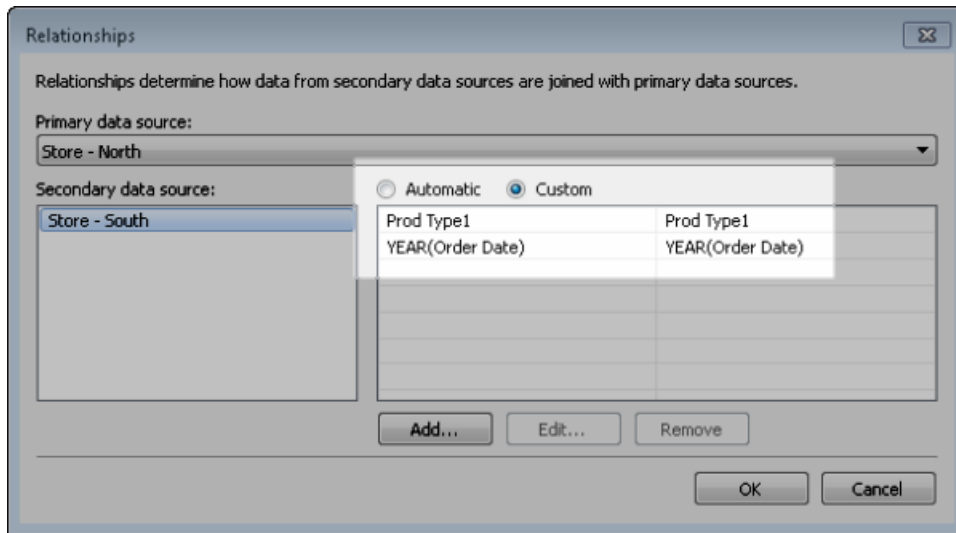 Relationships
Relationships determine how data from secondary data sources are joined with primary data sources.
Primary data source:
Store - North
Secondary data source:
Automatic Custom
Store - South
Prod Type1 Prod Type1
YEAR(Order Date) YEAR(Order Date)
Add... Edit... Remove
OK Cancel